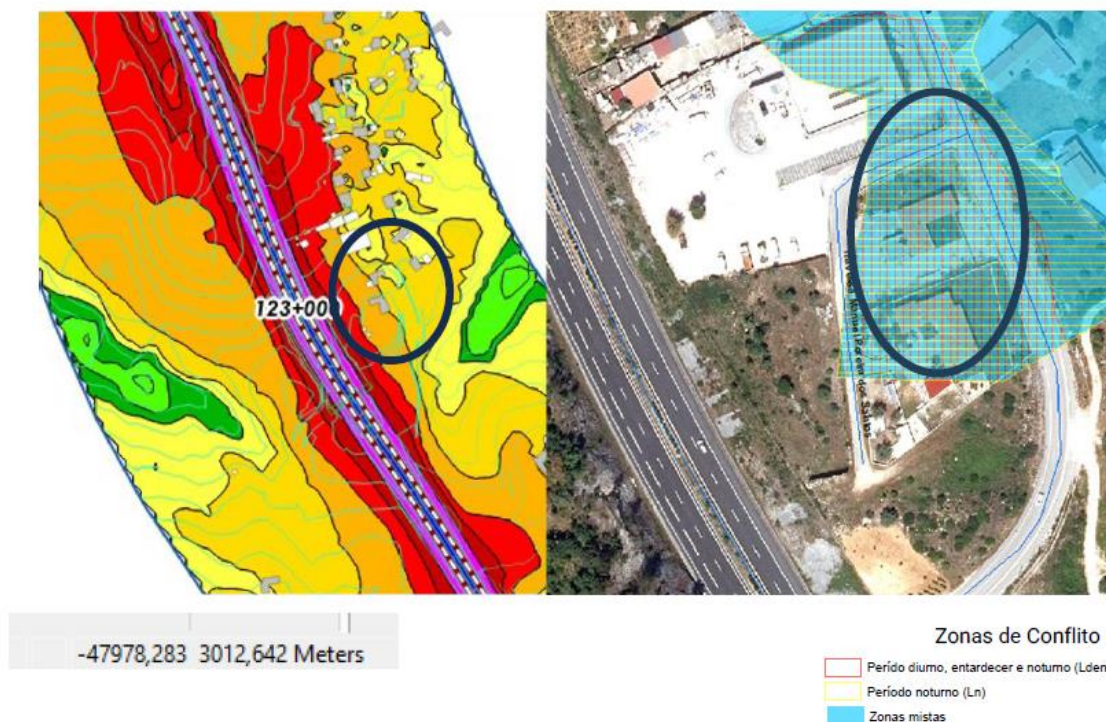 123+00
-47978,283 3012,642 Meters
Zonas de Conflito
Perído diurno, entardecer e noturno (Lden
Período noturno (Ln)
Zonas mistas